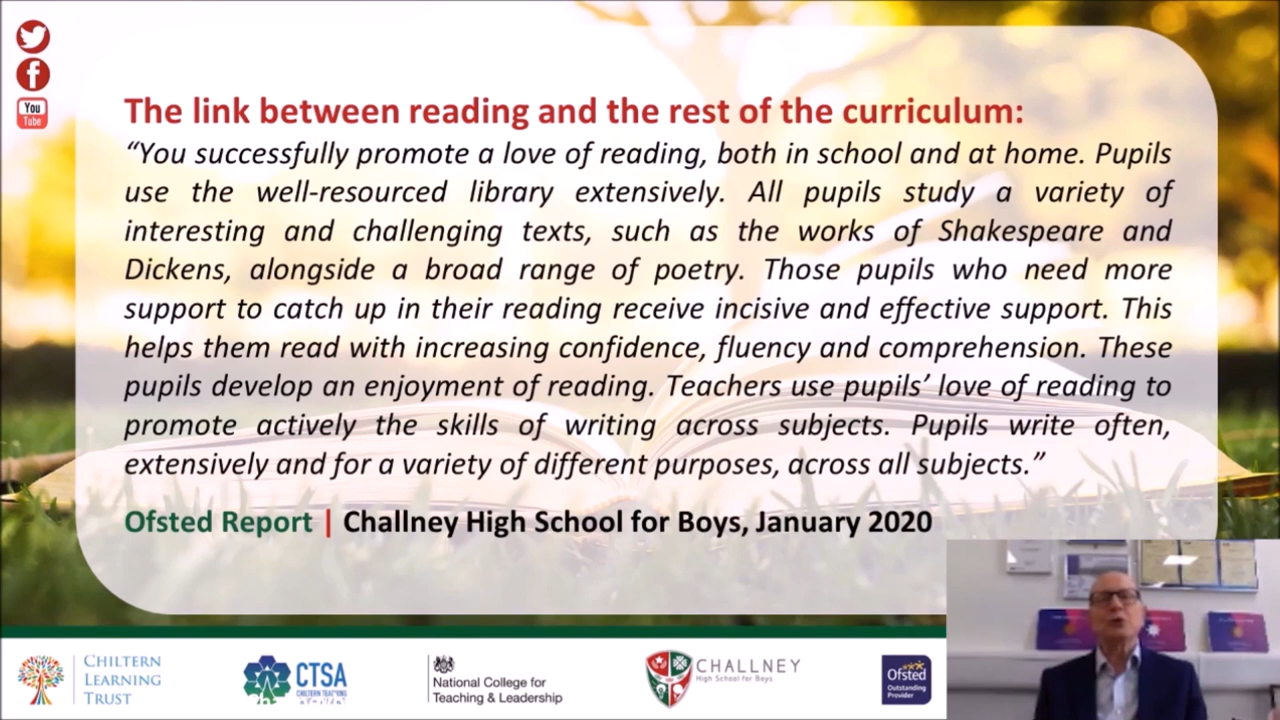 The link between reading and the rest of the curriculum:
“You successfully promote a love of reading, both in school and at home. Pupils
use the well-resourced library extensively. All pupils study a variety of
interesting and challenging texts, such as the works of Shakespeare and
Dickens, alongside a broad range of poetry. Those pupils who need more
support to catch up in their reading receive incisive and effective support. This
helps them read with increasing confidence, fluency and comprehension. These
pupils develop an enjoyment of reading. Teachers use pupils’ love of reading to
promote actively the skills of writing across subjects. Pupils write often,
extensively and for a variety of different purposes, across all subjects.”
Ofsted Report | Challney High School for Boys, January 2020
You
Tube
CHILTERN
LEARNING
TRUST
CTSA
CHILTERN TEACHING
National College for
Teaching & Leadership
CHALLNEY
High School for Boys
Ofsted
Outstanding
Provider